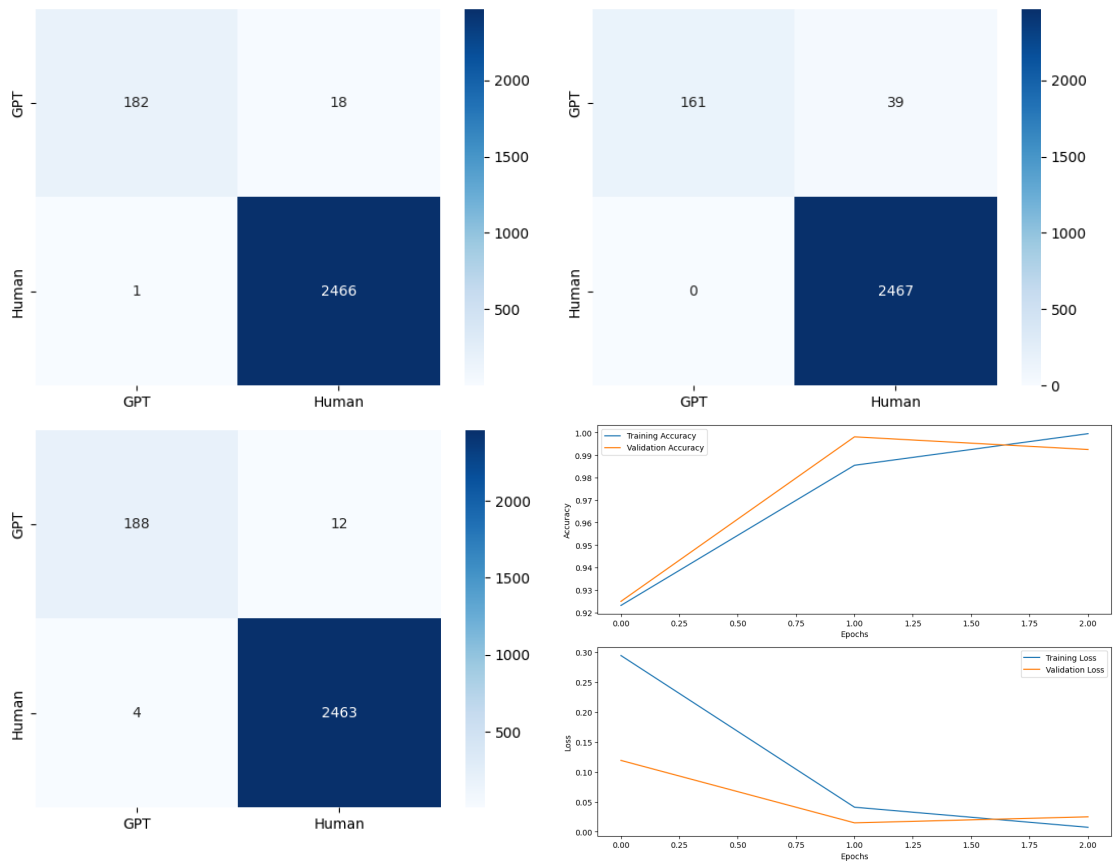 GPT
182
18
Human
1
2466
GPT
Human
2000
1500
1000
500
GPT
161
39
Human
0
2467
GPT
Human
2000
1500
1000
500
0
GPT
188
12
Human
4
2463
GPT
Human
2000
1500
1000
500
Training Accuracy
Validation Accuracy
Accuracy
1.00
0.99
0.98
0.97
0.96
0.95
0.94
0.93
0.92
0.00 0.25 0.50 0.75 1.00 1.25 1.50 1.75 2.00
Epochs
Training Loss
Validation Loss
Loss
0.30
0.25
0.20
0.15
0.10
0.05
0.00
0.00 0.25 0.50 0.75 1.00 1.25 1.50 1.75 2.00
Epochs